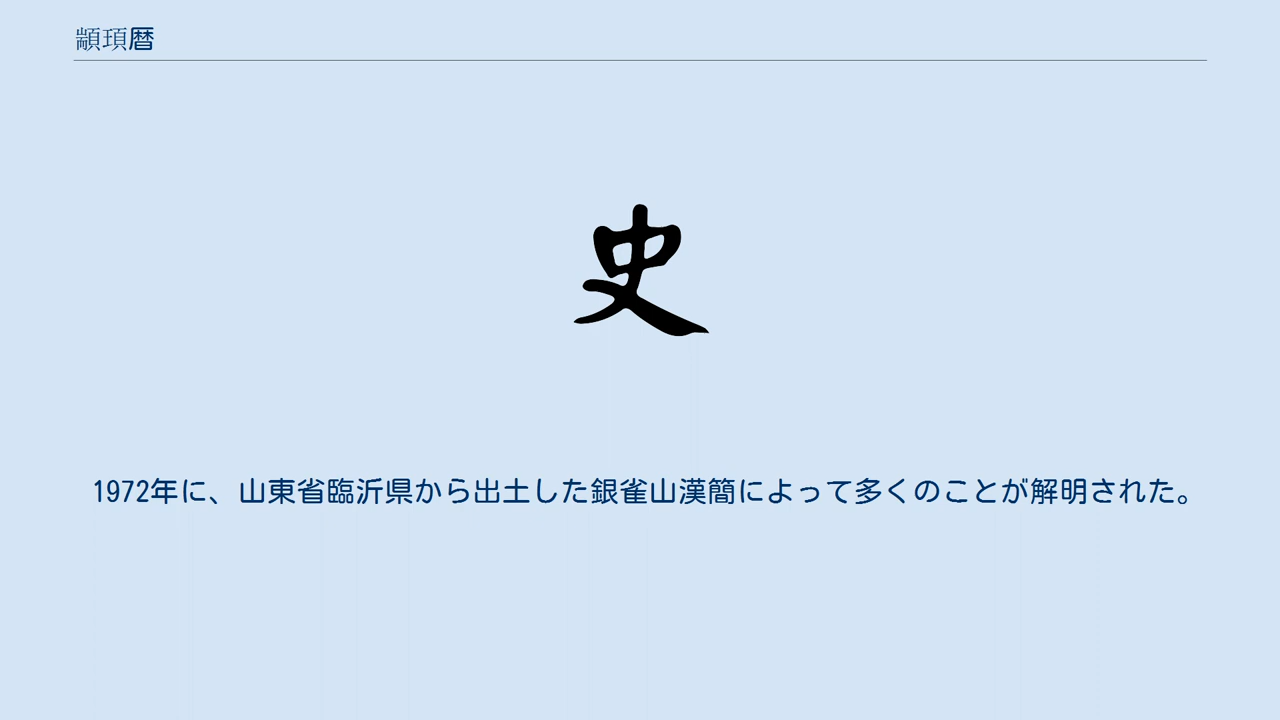 顓頊暦
史
1972年に、山東省臨沂県から出土した銀雀山漢簡によって多くのことが解明された。